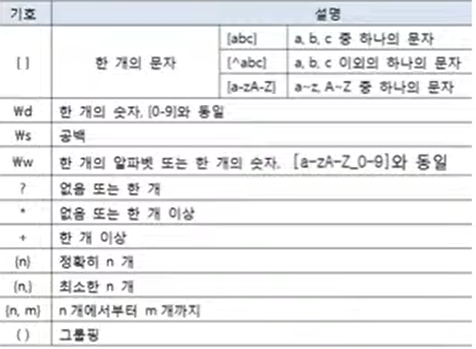 기호 설명
[ ] 한 개의 문자 [abc] a, b, c 중 하나의 문자
[^abc] a, b, c 이외의 문자
[a-zA-Z] a~z, A~Z 중 하나의 문자
₩d 한 개의 숫자, [0-9]와 동일
₩s 공백
₩w 한 개의 알파벳 또는 한 개의 숫자, [a-zA-Z_0-9]와 동일
? 없음 또는 한 개
* 없음 또는 한 개 이상
+ 한 개 이상
{n} 정확히 n 개
{n,} 최소한 n 개
{n, m} n 개에서부터 m 개까지
( ) 그룹핑